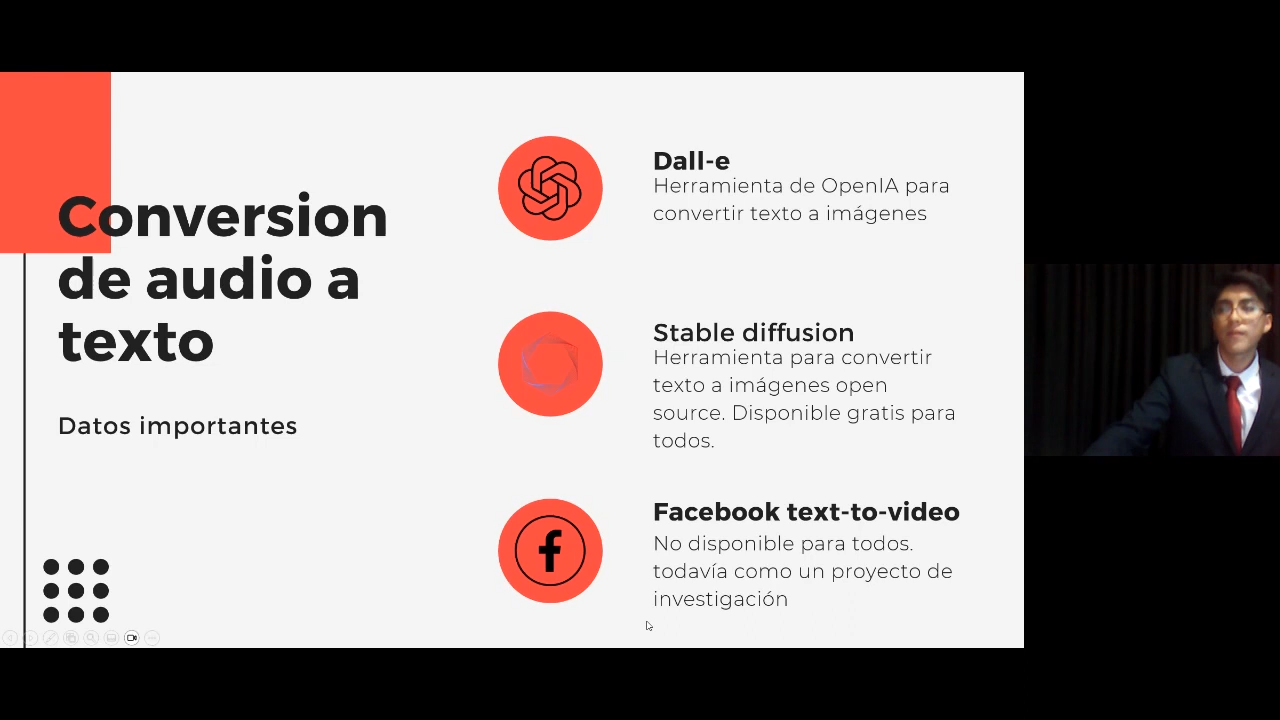 Conversion
de audio a
texto
Datos importantes
Dall-e
Herramienta de OpenIA para
convertir texto a imágenes
Stable diffusion
Herramienta para convertir
texto a imágenes open
source. Disponible gratis para
todos.
Facebook text-to-video
No disponible para todos.
todavía como un proyecto de
investigación